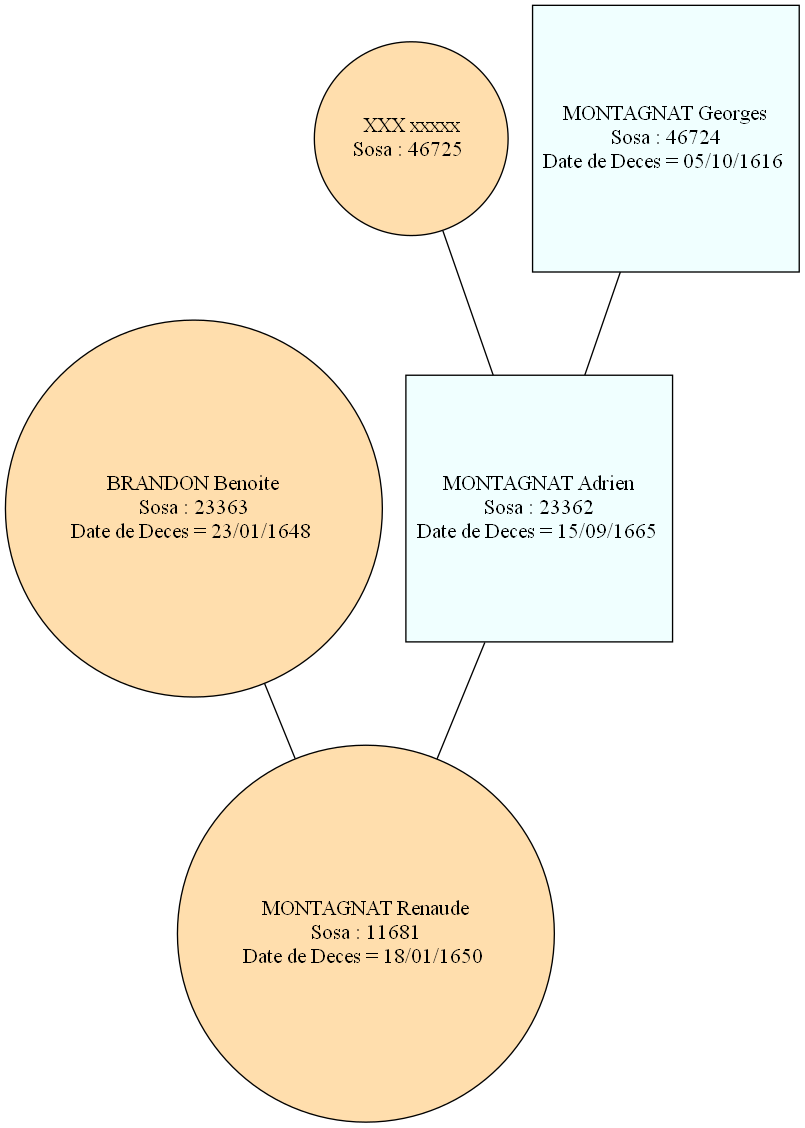 XXX xxxxx
Sosa : 46725
MONTAGNAT Georges
Sosa : 46724
Date de Deces = 05/10/1616
BRANDON Benoite
Sosa : 23363
Date de Deces = 23/01/1648
MONTAGNAT Adrien
Sosa : 23362
Date de Deces = 15/09/1665
MONTAGNAT Renaude
Sosa : 11681
Date de Deces = 18/01/1650